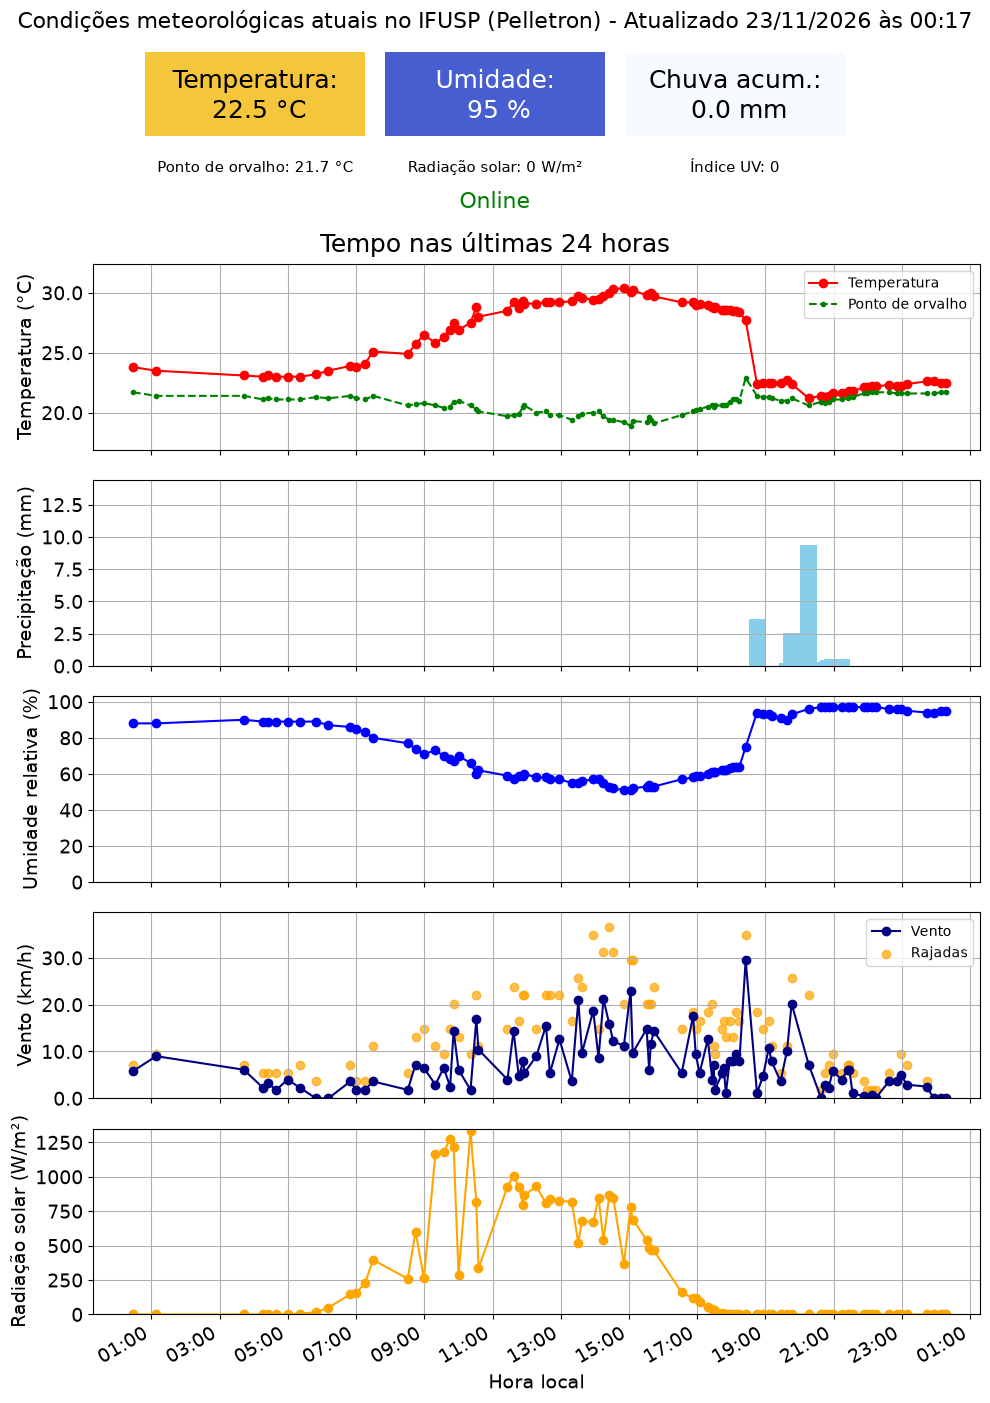 Condições meteorológicas atuais no IFUSP (Pelletron) - Atualizado 23/11/2026 às 00:17
Temperatura:
22.5 °C
Umidade:
95 %
Chuva acum.:
0.0 mm
Ponto de orvalho: 21.7 °C
Radiação solar: 0 W/m²
Índice UV: 0
Online
Tempo nas últimas 24 horas
Temperatura (°C)
30.0
25.0
20.0
Temperatura
Ponto de orvalho
Precipitação (mm)
12.5
10.0
7.5
5.0
2.5
0.0
Umidade relativa (%)
100
80
60
40
20
0
Vento (km/h)
30.0
20.0
10.0
0.0
Vento
Rajadas
Radiação solar (W/m²)
1250
1000
750
500
250
0
01:00
03:00
05:00
07:00
09:00
11:00
13:00
15:00
17:00
19:00
21:00
23:00
01:00
Hora local